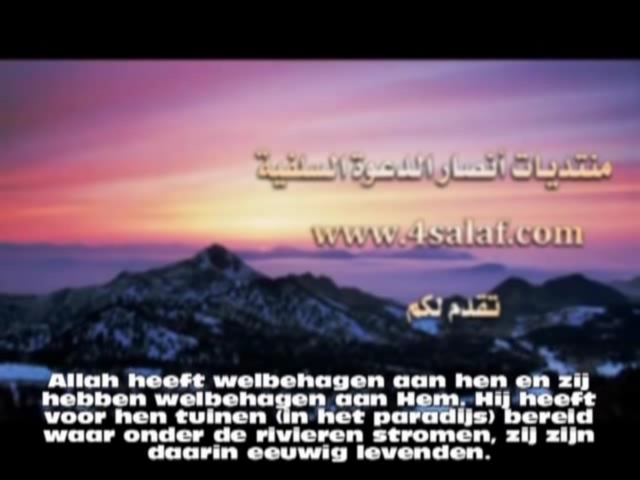 منتديات أنصار الدعوة السلفية
www.4salaf.com
تقدم لكم
Allah heeft welbehagen aan hen en zij
hebben welbehagen aan Hem. Hij heeft
voor hen tuinen (in het paradijs) bereid
waar onder de rivieren stromen, zij zijn
daarin eeuwig levenden.